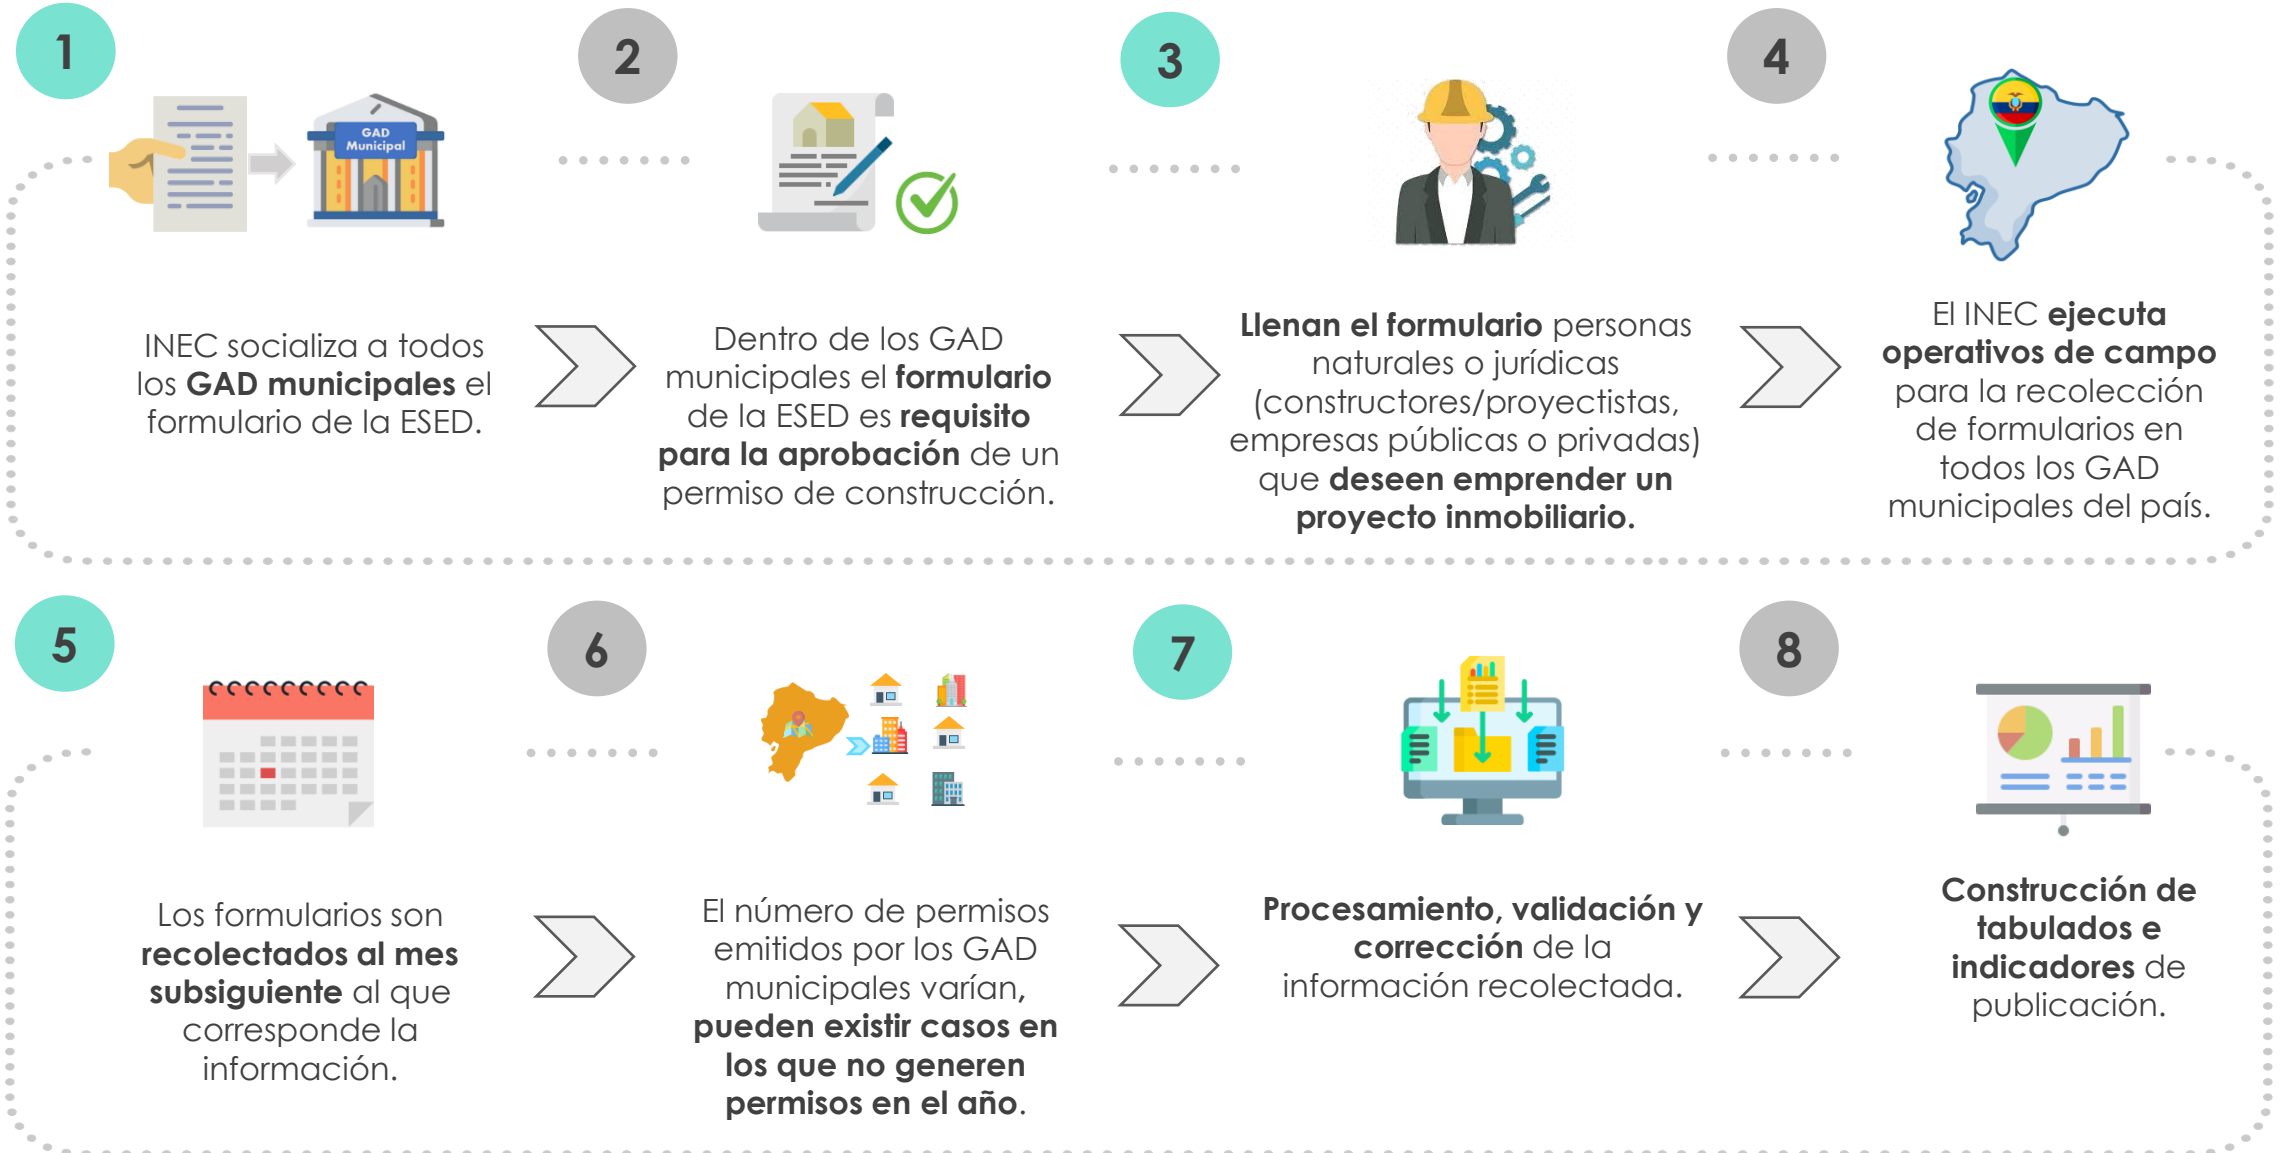 1
GAD
Municipal
INEC socializa a todos
los GAD municipales el
formulario de la ESED.
2
Dentro de los GAD
municipales el formulario
de la ESED es requisito
para la aprobación de un
permiso de construcción.
3
Llenan el formulario personas
naturales o jurídicas
(constructores/proyectistas,
empresas públicas o privadas)
que deseen emprender un
proyecto inmobiliario.
4
El INEC ejecuta
operativos de campo
para la recolección
de formularios en
todos los GAD
municipales del país.
5
Los formularios son
recolectados al mes
subsiguiente al que
corresponde la
información.
6
El número de permisos
emitidos por los GAD
municipales varían,
pueden existir casos en
los que no generen
permisos en el año.
7
Procesamiento, validación y
corrección de la
información recolectada.
8
Construcción de
tabulados e
indicadores de
publicación.